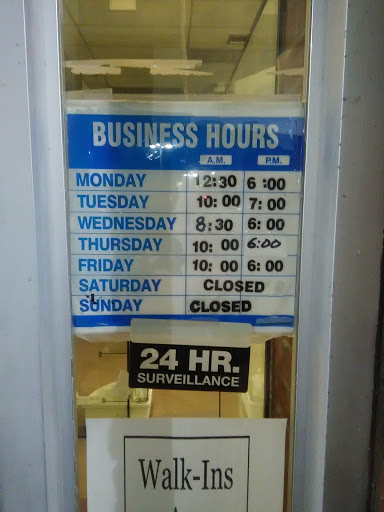 BUSINESS HOURS
A.M. P.M.
MONDAY 12:30 6:00
TUESDAY 10:00 7:00
WEDNESDAY 8:30 6:00
THURSDAY 10:00 6:00
FRIDAY 10:00 6:00
SATURDAY CLOSED
SUNDAY CLOSED
24 HR.
SURVEILLANCE
Walk-Ins